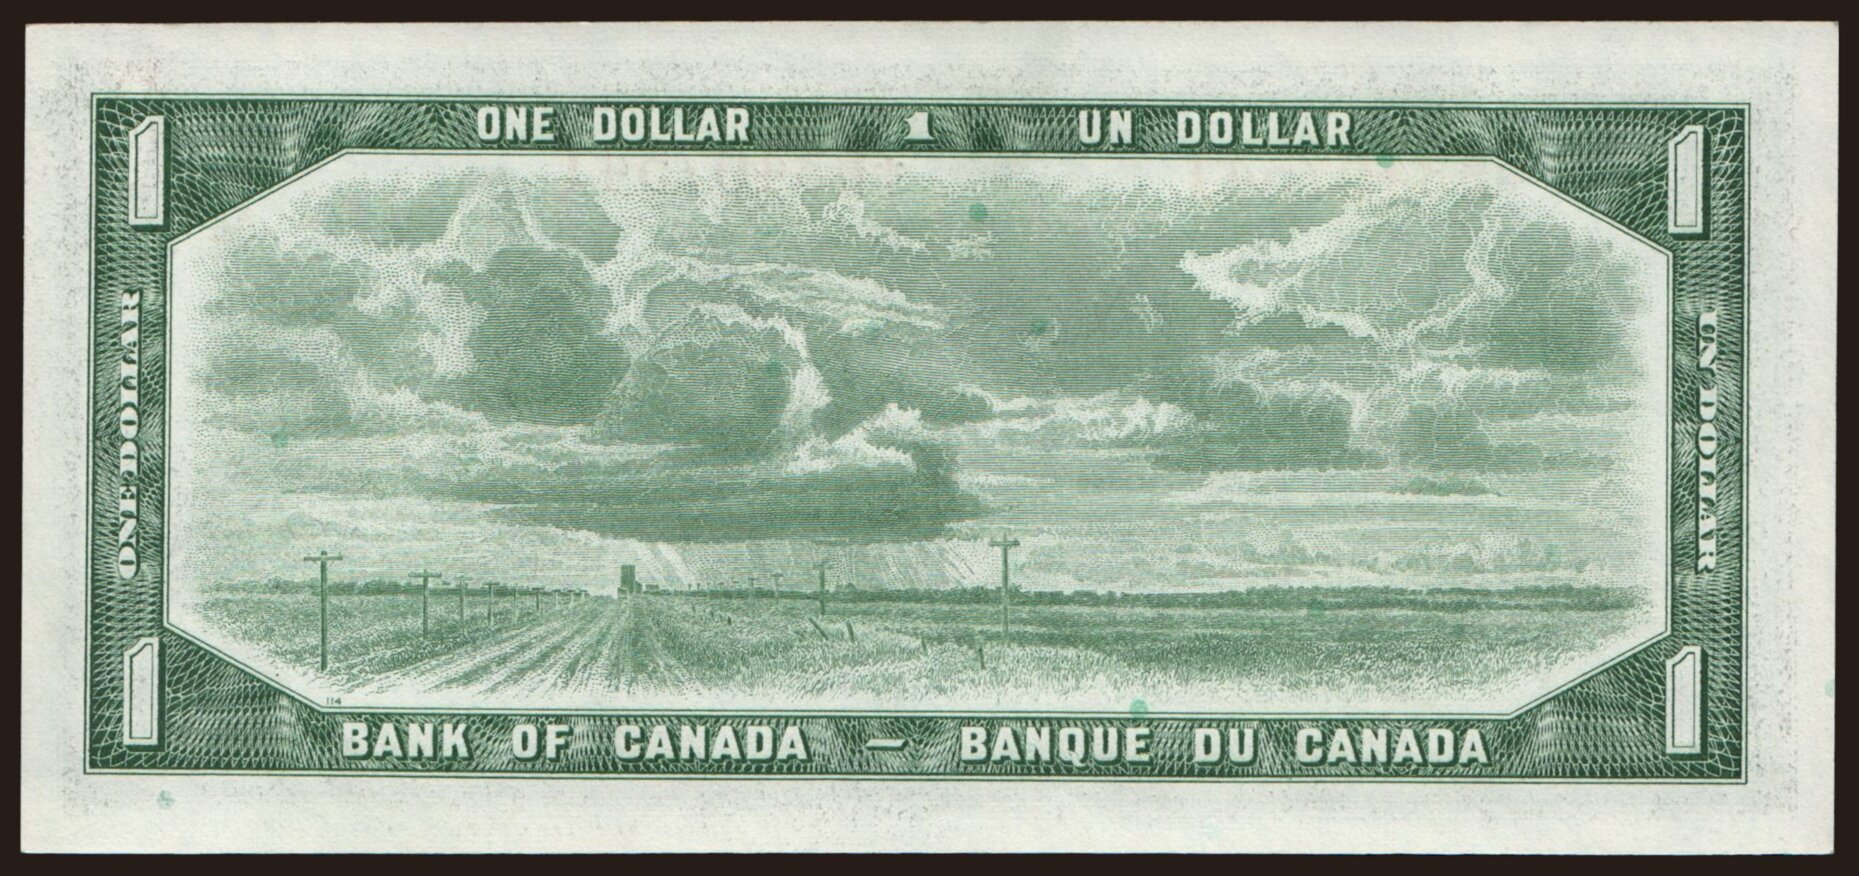 ONE DOLLAR 1 UN DOLLAR
1
1
ONE DOLLAR
UN DOLLAR
1
1
114
BANK OF CANADA – BANQUE DU CANADA